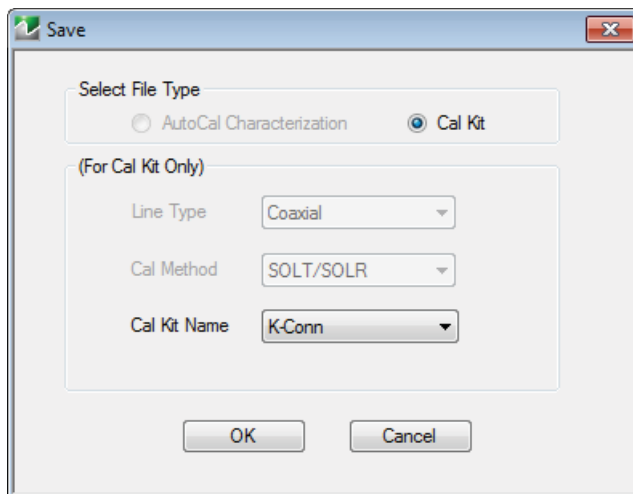 Save
Select File Type
AutoCal Characterization Cal Kit
(For Cal Kit Only)
Line Type Coaxial
Cal Method SOLT/SOLR
Cal Kit Name K-Conn
OK Cancel